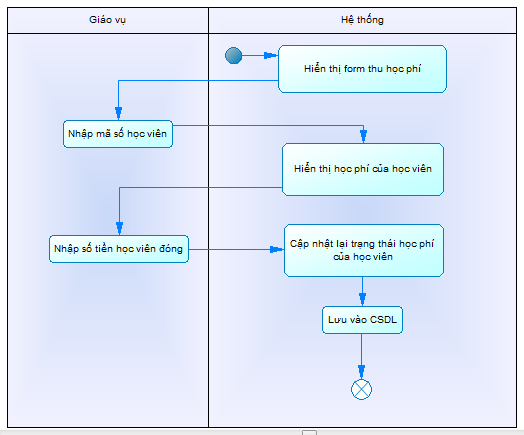 Giáo vụ
Hệ thống
Hiển thị form thu học phí
Nhập mã số học viên
Hiển thị học phí của học viên
Nhập số tiền học viên đóng
Cập nhật lại trạng thái học phí
của học viên
Lưu vào CSDL